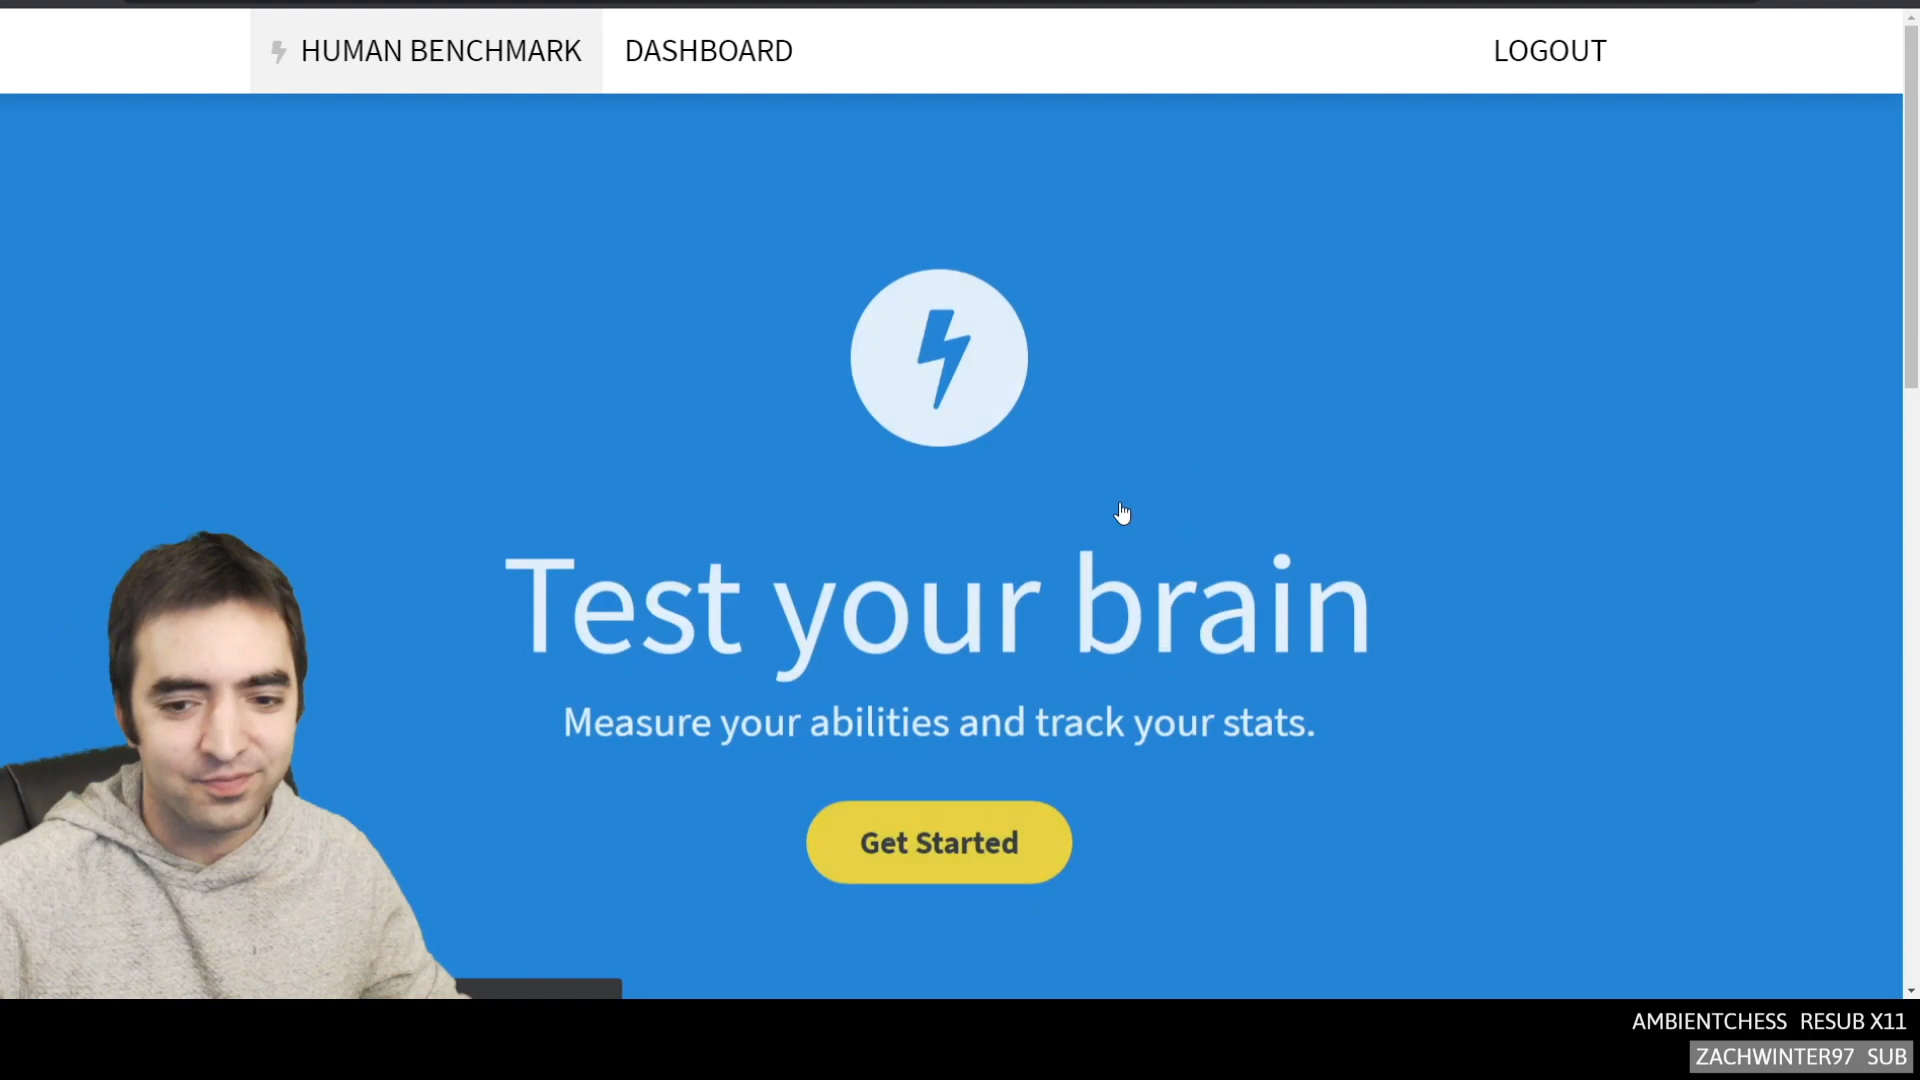 HUMAN BENCHMARK DASHBOARD LOGOUT
Test your brain
Measure your abilities and track your stats.
Get Started
AMBIENTCHESS RESUB X11
ZACHWINTER97 SUB